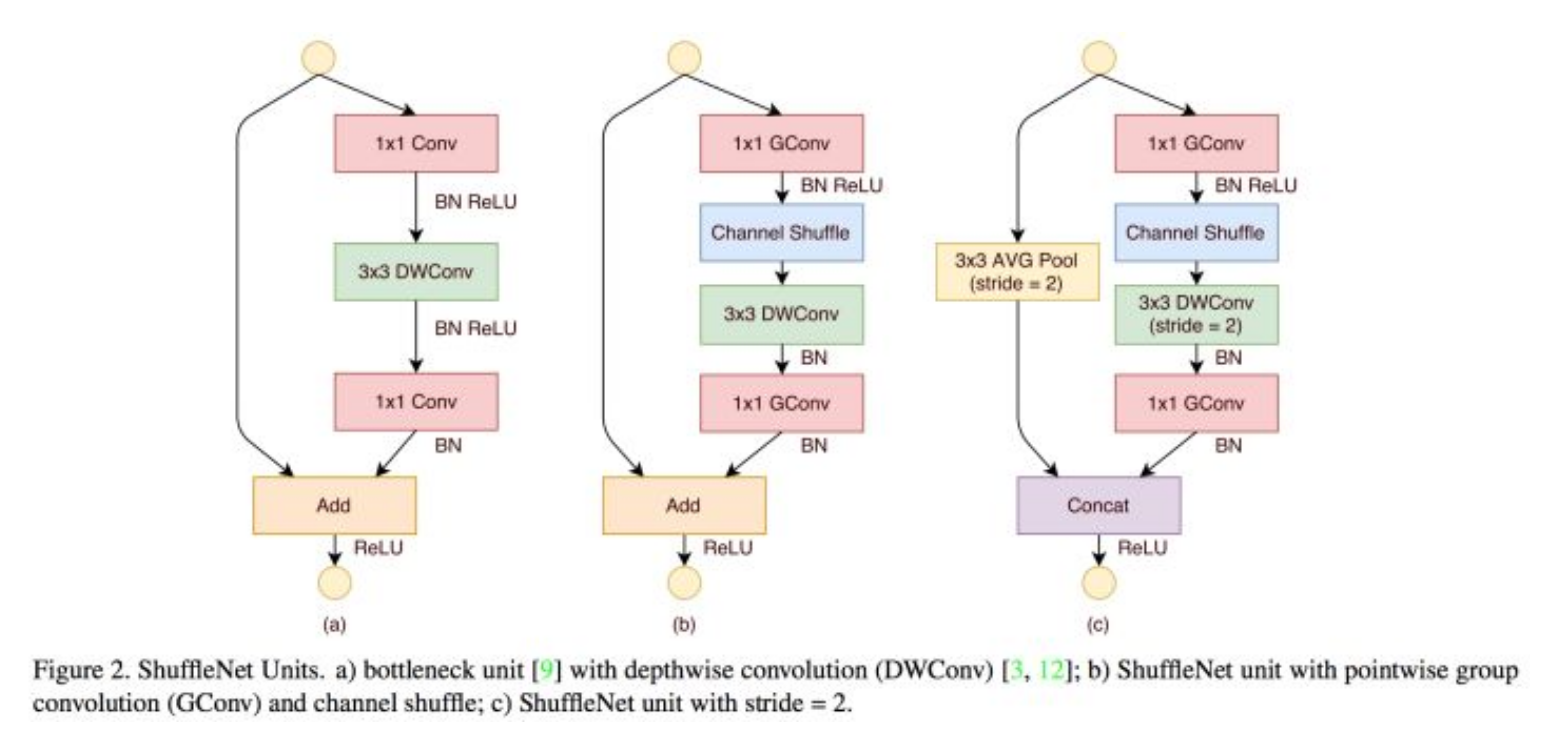 1x1 Conv
BN ReLU
3x3 DWConv
BN ReLU
1x1 Conv
BN
Add
ReLU
(a)
1x1 GConv
BN ReLU
Channel Shuffle
3x3 DWConv
BN
1x1 GConv
BN
Add
ReLU
(b)
3x3 AVG Pool
(stride = 2)
1x1 GConv
BN ReLU
Channel Shuffle
3x3 DWConv
(stride = 2)
BN
1x1 GConv
BN
Concat
ReLU
(c)
Figure 2. ShuffleNet Units. a) bottleneck unit [9] with depthwise convolution (DWConv) [3, 12]; b) ShuffleNet unit with pointwise group
convolution (GConv) and channel shuffle; c) ShuffleNet unit with stride = 2.